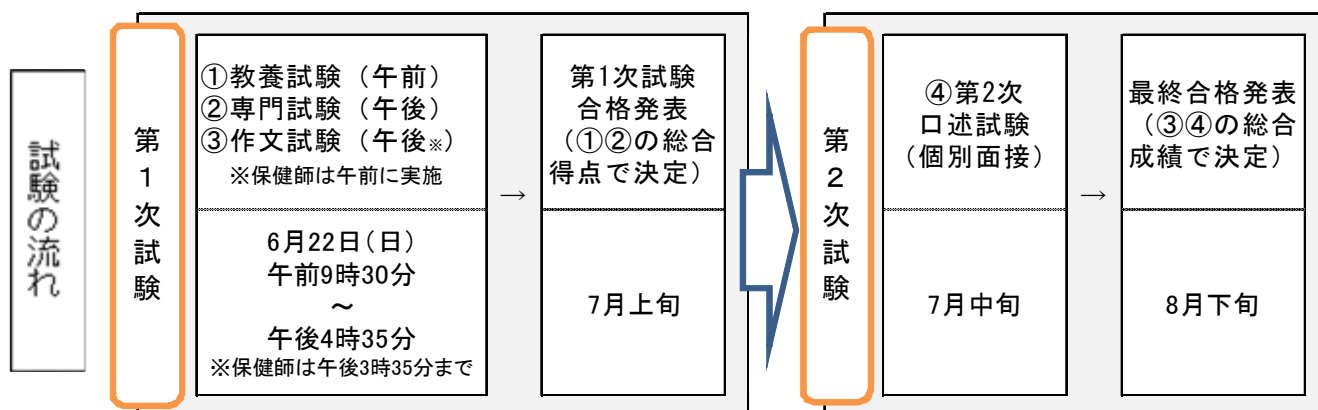 試験の流れ
第1次試験
①教養試験（午前）
②専門試験（午後）
③作文試験（午後※）
※保健師は午前に実施
6月22日（日）
午前9時30分
～
午後4時35分
※保健師は午後3時35分まで
→
第1次試験
合格発表
（①②の総合
得点で決定）
7月上旬
第2次試験
④第2次
口述試験
（個別面接）
7月中旬
→
最終合格発表
（③④の総合
成績で決定）
8月下旬